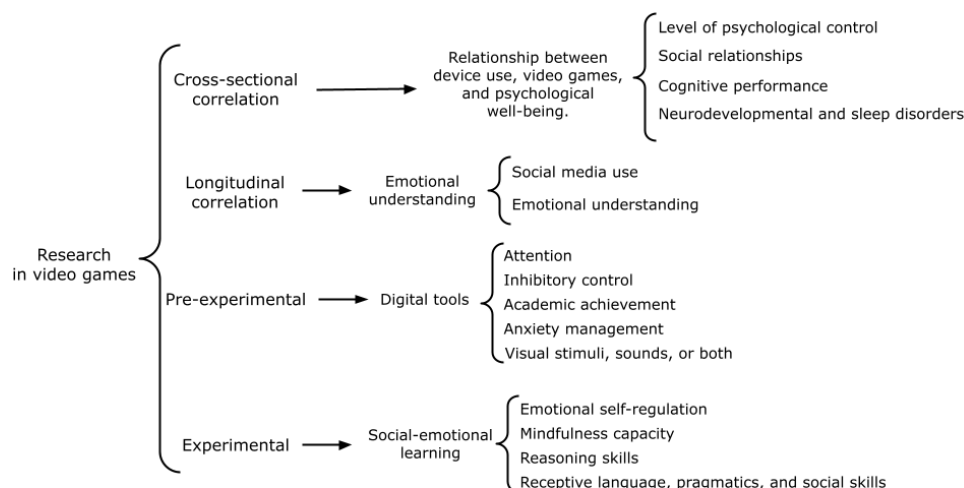 Research
in video games
Cross-sectional
correlation
Relationship between
device use, video games,
and psychological
well-being.
Level of psychological control
Social relationships
Cognitive performance
Neurodevelopmental and sleep disorders
Longitudinal
correlation
Emotional
understanding
Social media use
Emotional understanding
Pre-experimental
Digital tools
Attention
Inhibitory control
Academic achievement
Anxiety management
Visual stimuli, sounds, or both
Experimental
Social-emotional
learning
Emotional self-regulation
Mindfulness capacity
Reasoning skills
Receptive language, pragmatics, and social skills